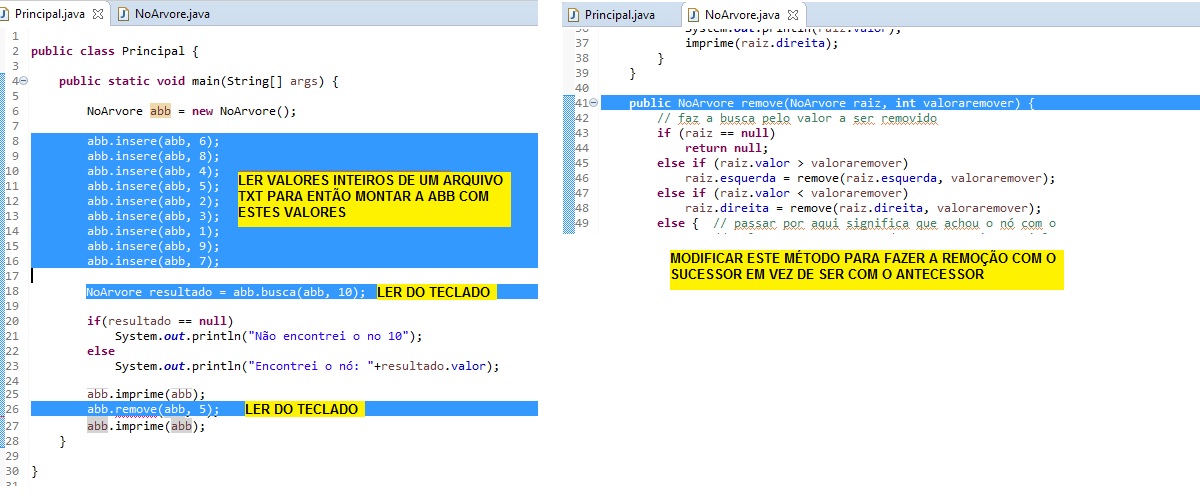 Principal.java
NoArvore.java
1
2 public class Principal {
3
4 public static void main(String[] args) {
5
6 NoArvore abb = new NoArvore();
7
8 abb.insere(abb, 6);
9 abb.insere(abb, 8);
10 abb.insere(abb, 4);
11 abb.insere(abb, 5);
12 abb.insere(abb, 2);
13 abb.insere(abb, 3);
14 abb.insere(abb, 1);
15 abb.insere(abb, 9);
16 abb.insere(abb, 7);
LER VALORES INTEIROS DE UM ARQUIVO
TXT PARA ENTÃO MONTAR A ABB COM
ESTES VALORES
17
18 NoArvore resultado = abb.busca(abb, 10); LER DO TECLADO
19
20 if(resultado == null)
21 System.out.println("Não encontrei o no 10");
22 else
23 System.out.println("Encontrei o nó: "+resultado.valor);
24
25 abb.imprime(abb);
26 abb.remove(abb, 5); LER DO TECLADO
27 abb.imprime(abb);
28 }
29
30 }
31
Principal.java
NoArvore.java
36 System.out.println(raiz.valor);
37 imprime(raiz.direita);
38 }
39 }
40
41 public NoArvore remove(NoArvore raiz, int valoraremover) {
42 // faz a busca pelo valor a ser removido
43 if (raiz == null)
44 return null;
45 else if (raiz.valor > valoraremover)
46 raiz.esquerda = remove(raiz.esquerda, valoraremover);
47 else if (raiz.valor < valoraremover)
48 raiz.direita = remove(raiz.direita, valoraremover);
49 else { // passar por aqui significa que achou o nó com o
MODIFICAR ESTE MÉTODO PARA FAZER A REMOÇÃO COM O
SUCESSOR EM VEZ DE SER COM O ANTECESSOR